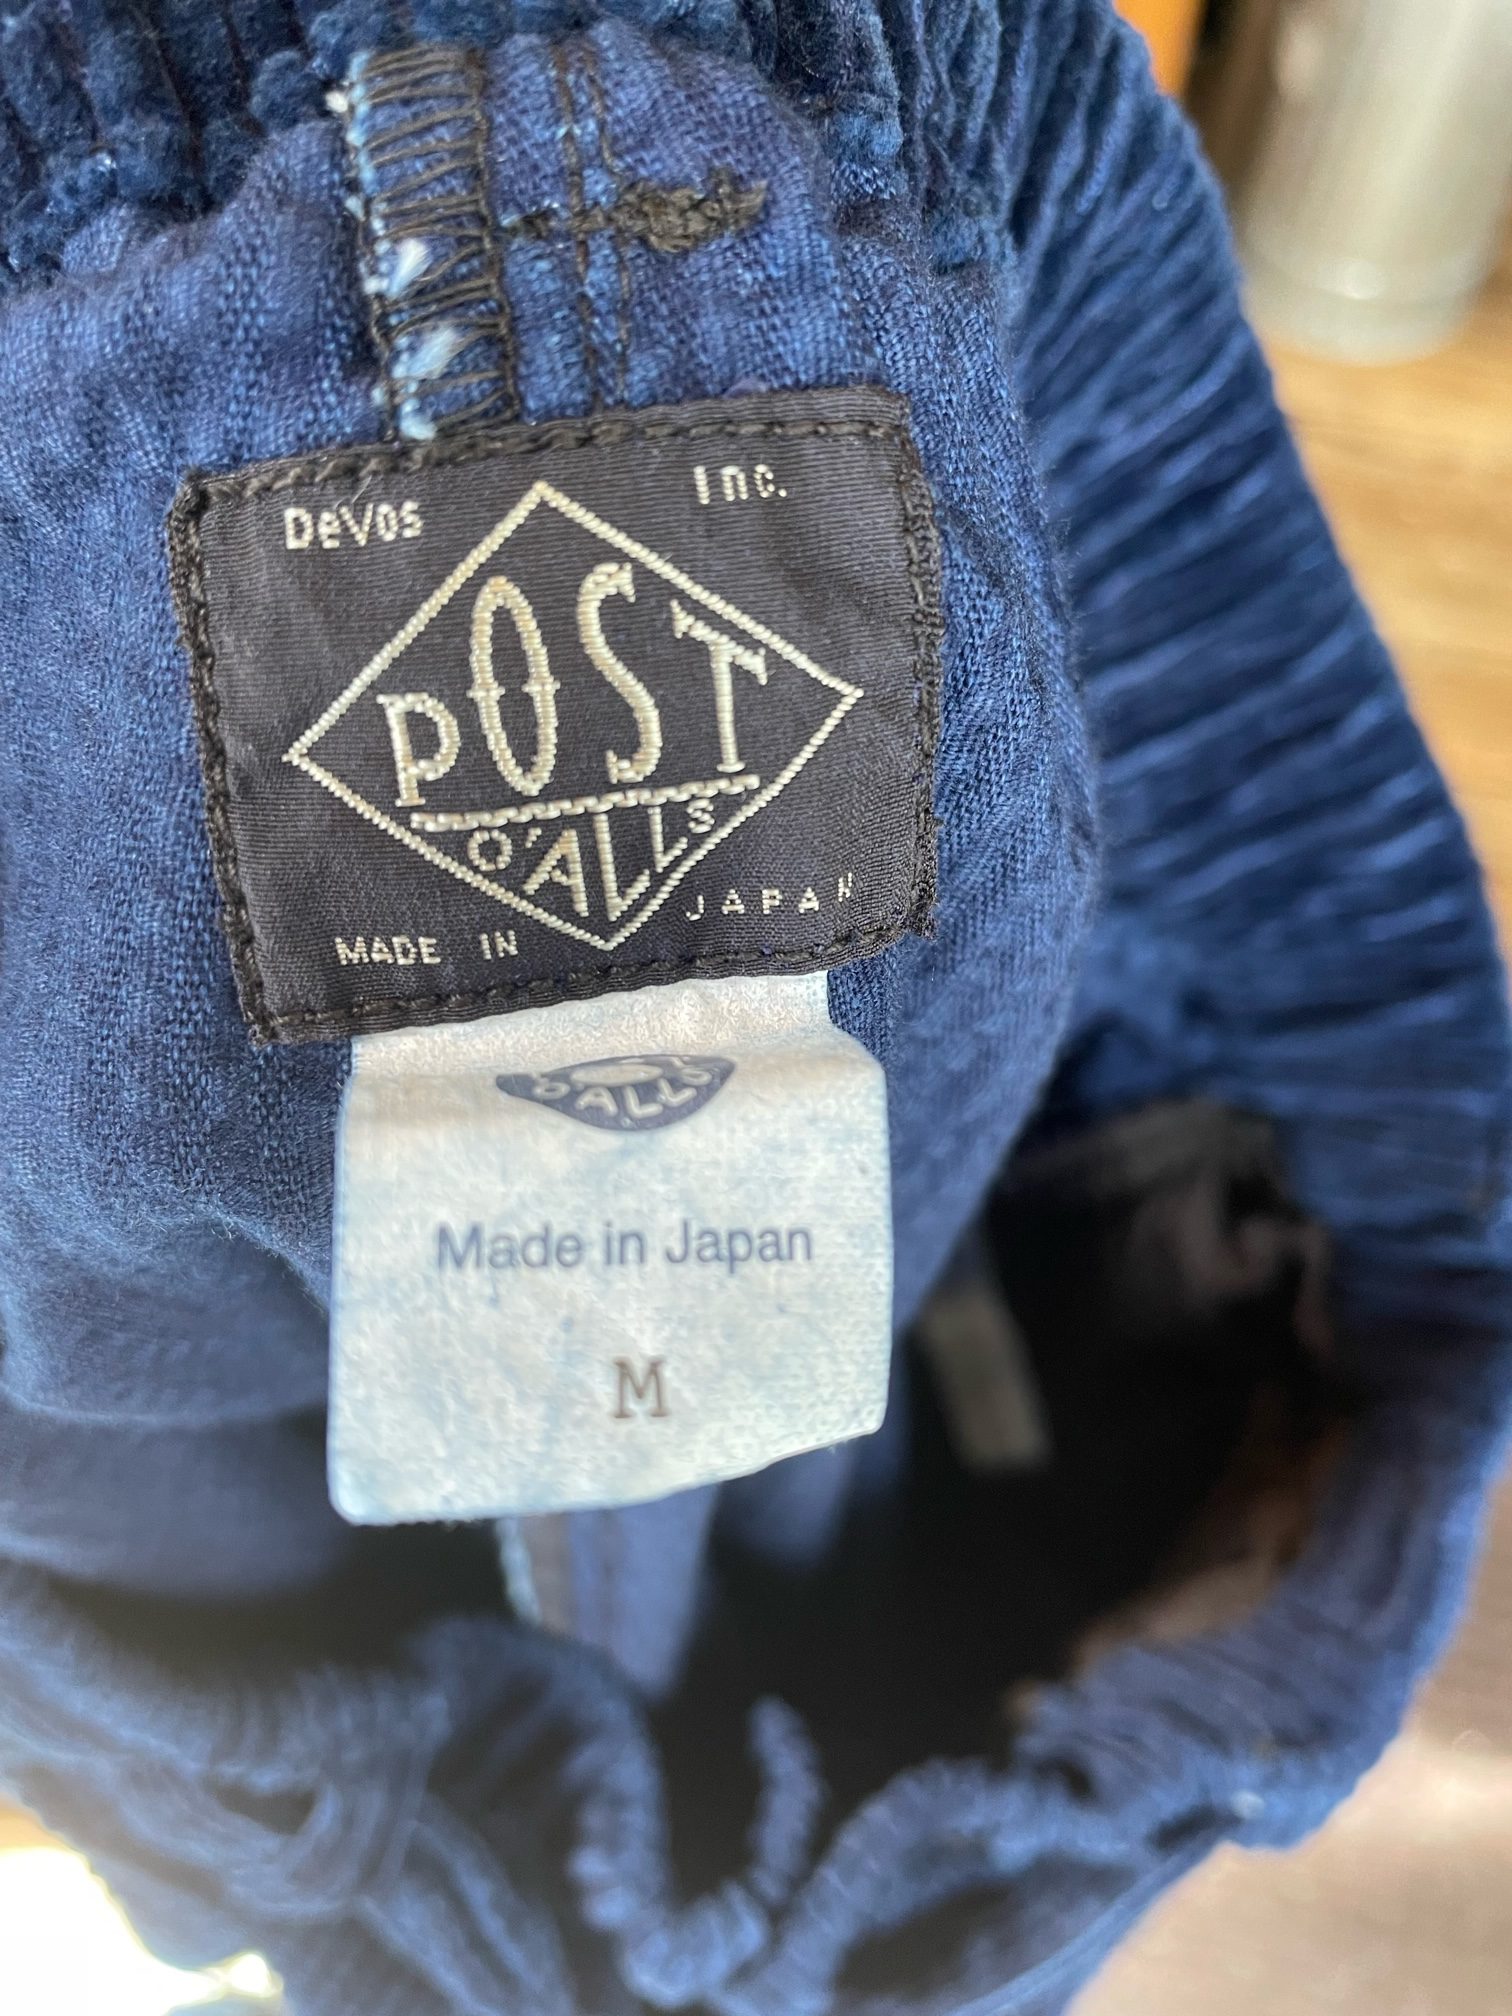 DeVos Inc.
POST
O'ALLS
MADE IN JAPAN
O'ALLS
Made in Japan
M